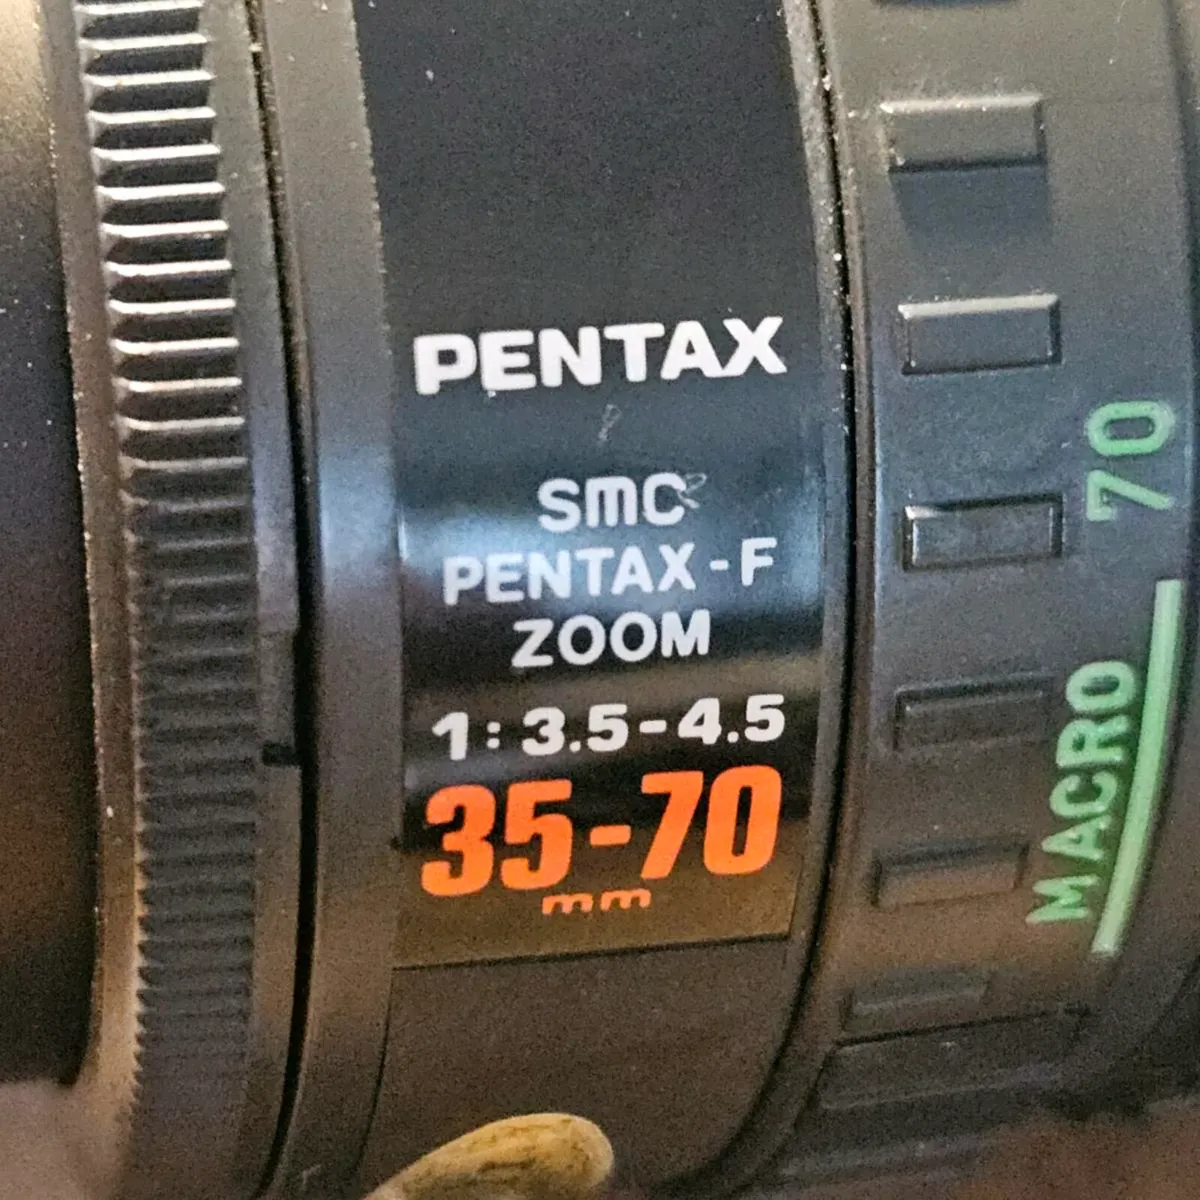 PENTAX
smc
PENTAX-F
ZOOM
1:3.5-4.5
35-70
mm
70
MACRO